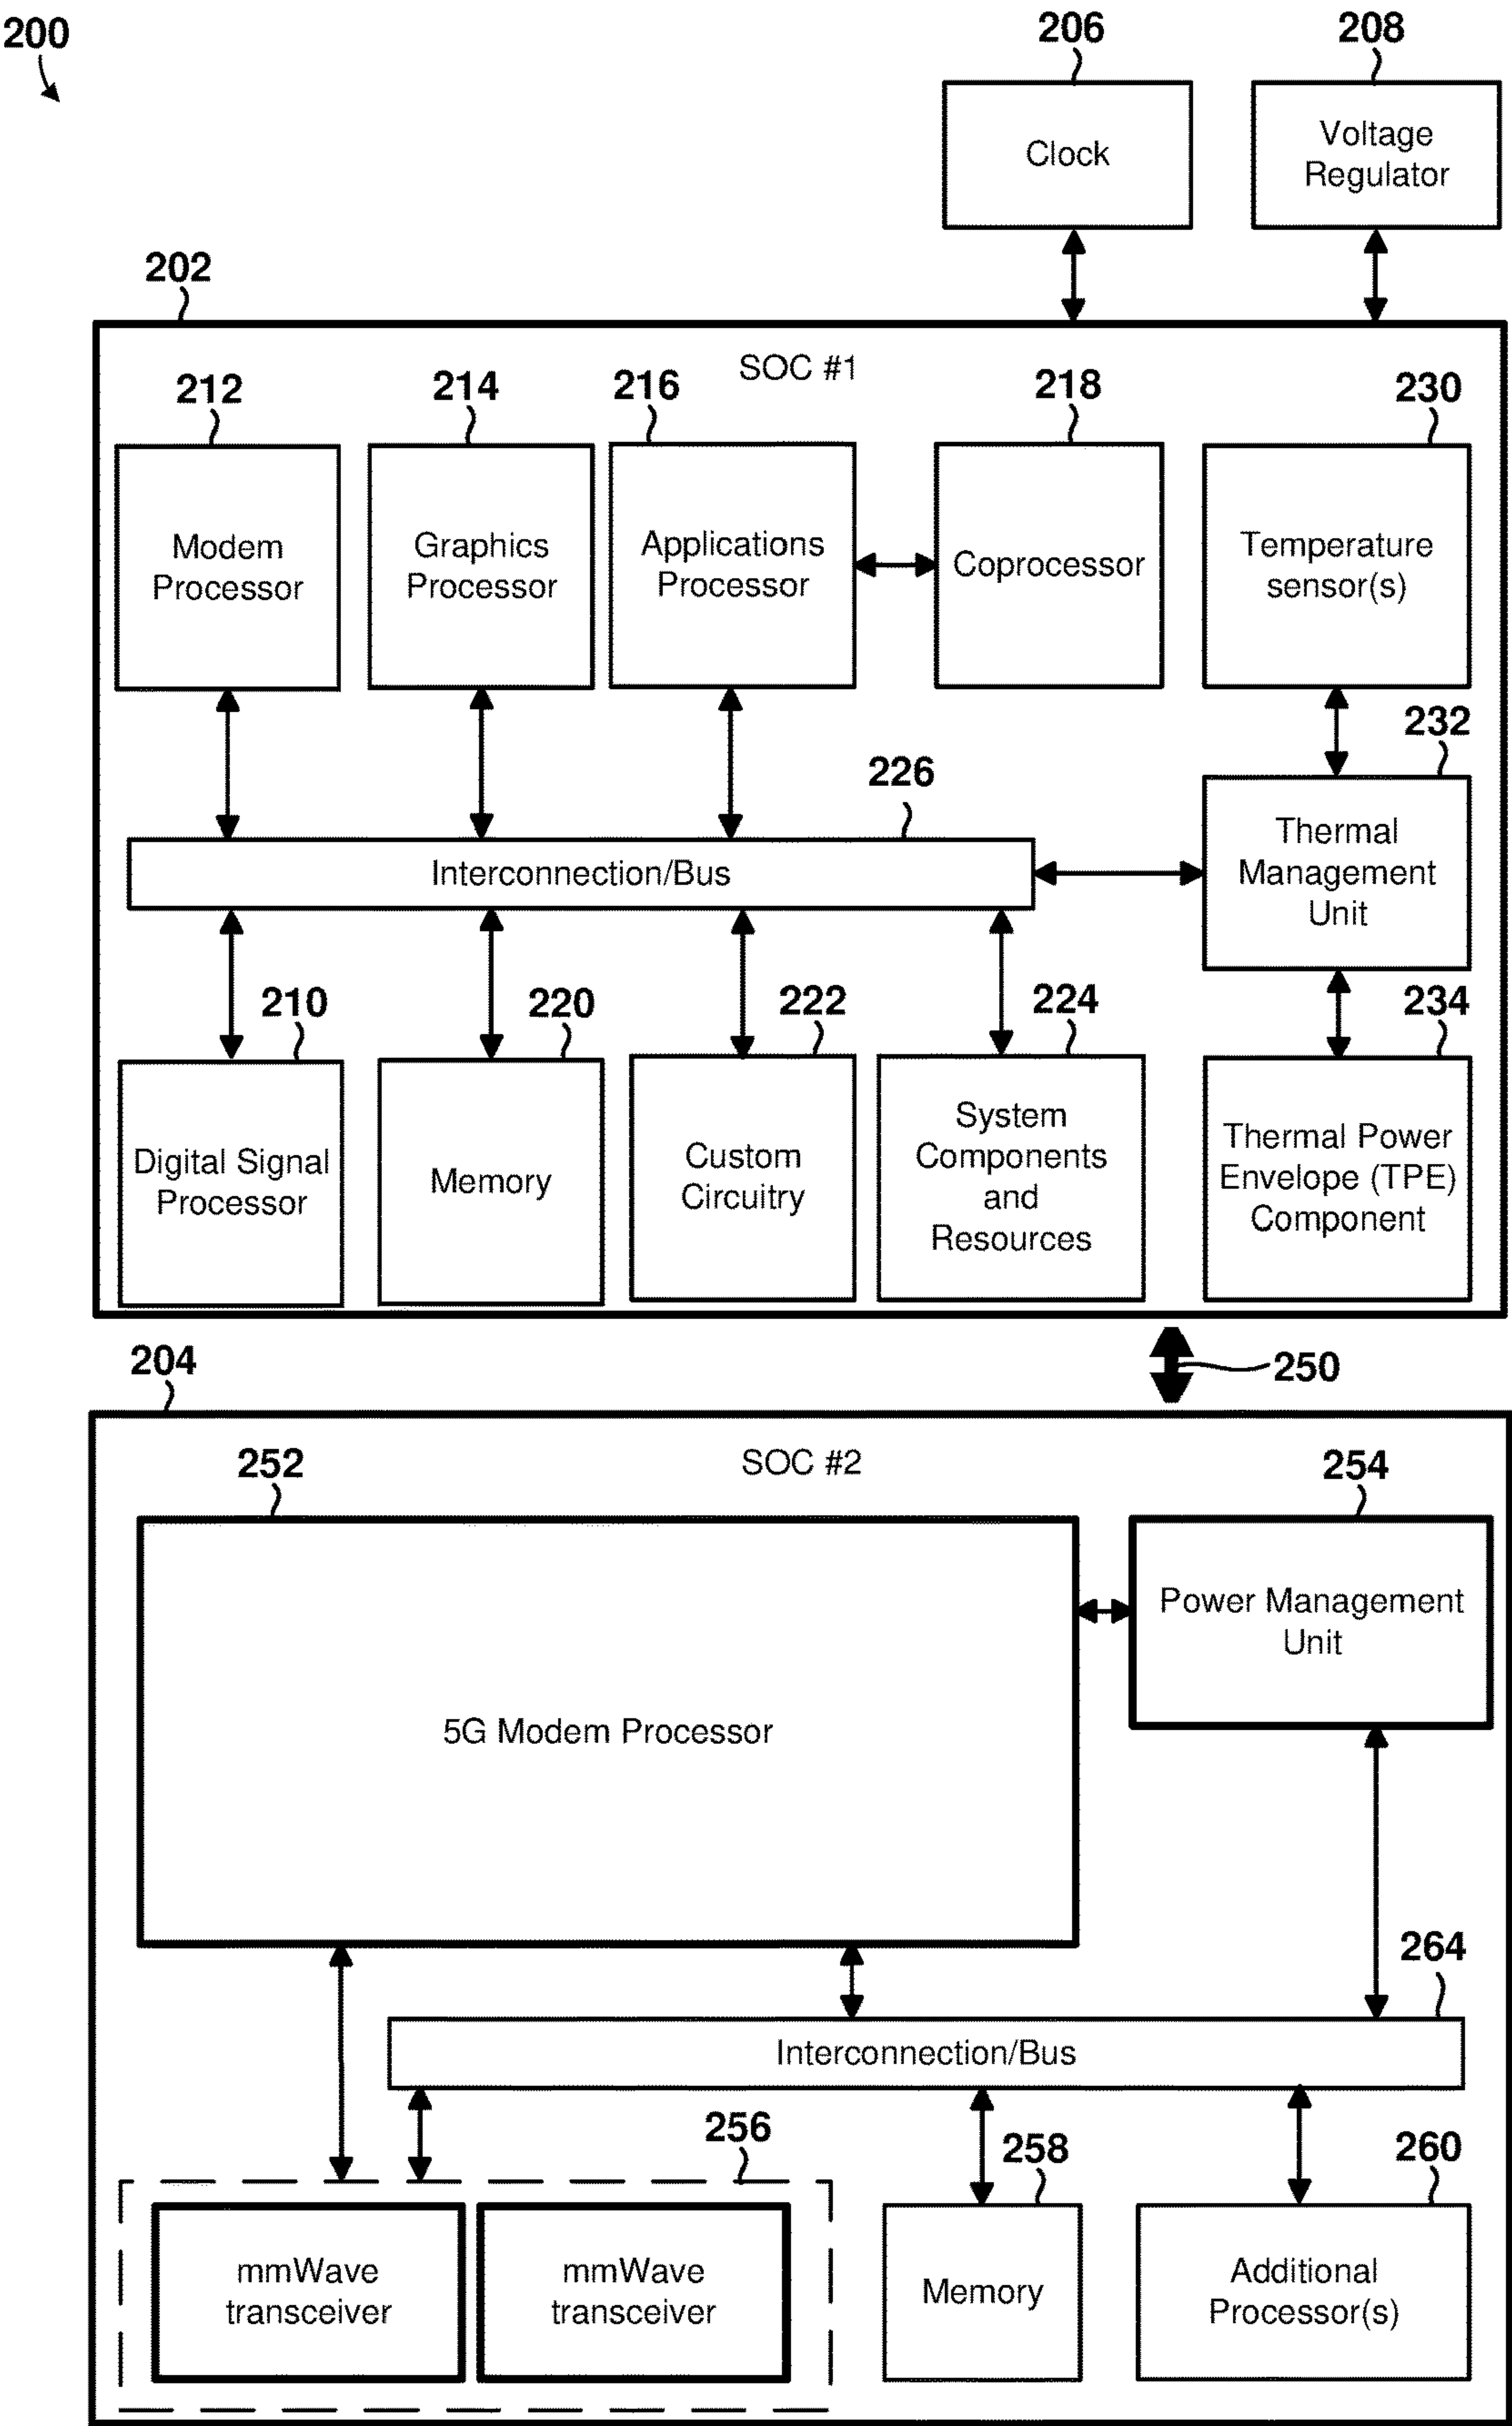 200
206
208
Clock
Voltage
Regulator
202
SOC #1
212
214
216
218
230
Modem
Processor
Graphics
Processor
Applications
Processor
Coprocessor
Temperature
sensor(s)
232
226
Interconnection/Bus
Thermal
Management
Unit
210
220
222
224
234
Digital Signal
Processor
Memory
Custom
Circuitry
System
Components
and
Resources
Thermal Power
Envelope (TPE)
Component
204
250
SOC #2
252
254
5G Modem Processor
Power Management
Unit
264
Interconnection/Bus
256
258
260
mmWave
transceiver
mmWave
transceiver
Memory
Additional
Processor(s)